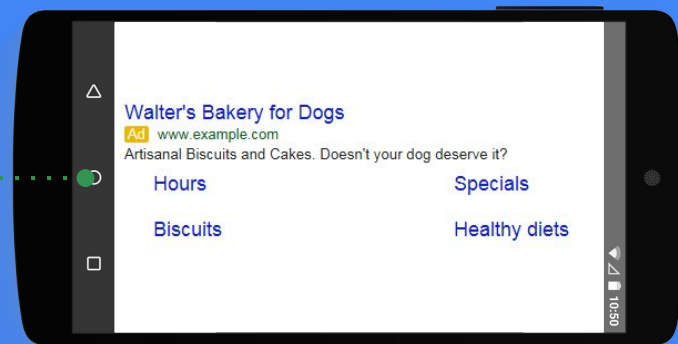 Walter's Bakery for Dogs
Ad www.example.com
Artisanal Biscuits and Cakes. Doesn't your dog deserve it?
Hours Specials
Biscuits Healthy diets
10:50